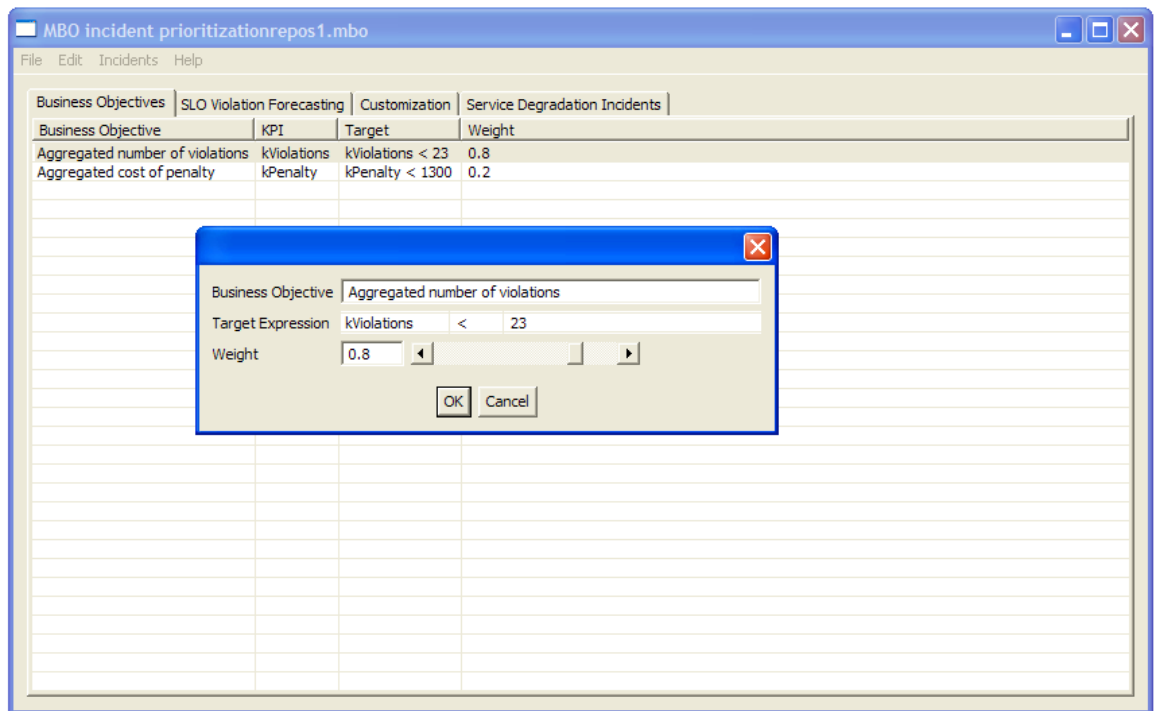 MBO incident prioritizationrepos1.mbo
File Edit Incidents Help
Business Objectives SLO Violation Forecasting Customization Service Degradation Incidents
Business Objective KPI Target Weight
Aggregated number of violations kViolations kViolations < 23 0.8
Aggregated cost of penalty kPenalty kPenalty < 1300 0.2
Business Objective Aggregated number of violations
Target Expression kViolations < 23
Weight 0.8
OK Cancel